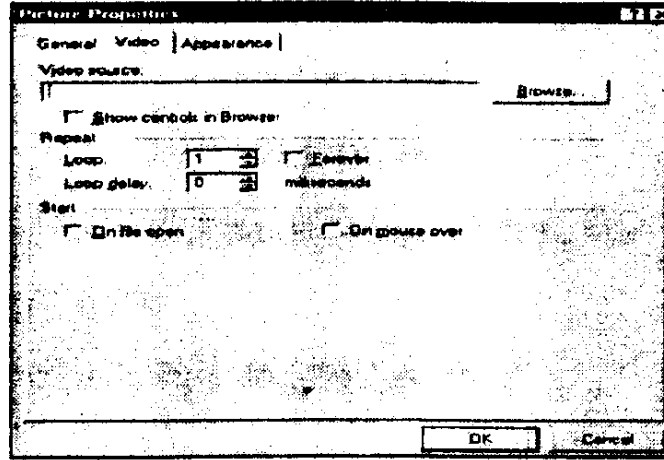 Picture Properties
General Video Appearance
Video source:
Browse...
Show controls in Browser
Repeat
Loop: 1 Forever
Loop delay: 0 milliseconds
Start
On file open On mouse over
OK Cancel